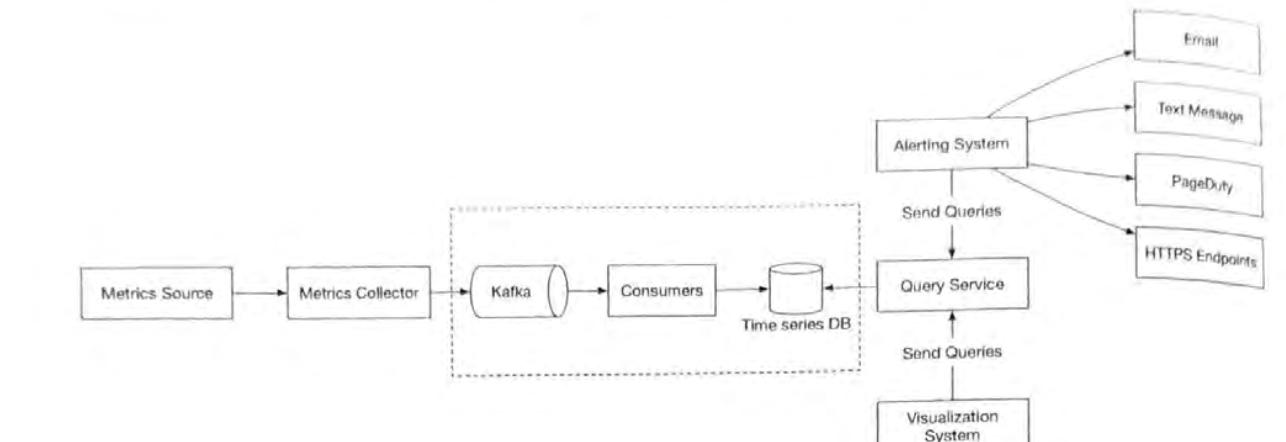 Email
Text Message
Alerting System
PageDuty
Send Queries
HTTPS Endpoints
Metrics Source
Metrics Collector
Kafka
Consumers
Query Service
Time series DB
Send Queries
Visualization
System